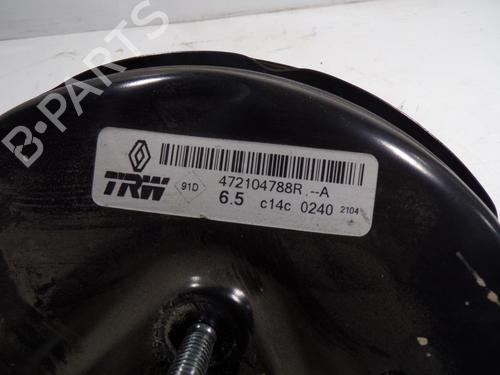 B-PARTS
TRW 91D 472104788R .--A
6.5 c14c 0240 2104